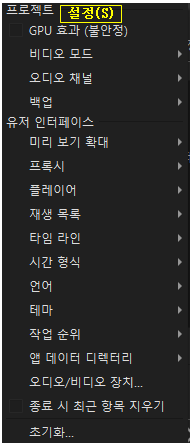 프로젝트 설정(S)
GPU 효과 (불안정)
비디오 모드
오디오 채널
백업
유저 인터페이스
미리 보기 확대
프록시
플레이어
재생 목록
타임 라인
시간 형식
언어
테마
작업 순위
앱 데이터 디렉터리
오디오/비디오 장치...
종료 시 최근 항목 지우기
초기화...